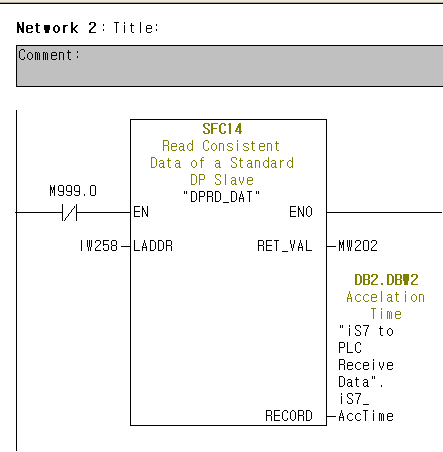 Network 2: Title:
Comment:
SFC14
Read Consistent
Data of a Standard
DP Slave
"DPRD_DAT"
M999.0
EN
ENO
IW258
LADDR
RET_VAL
MW202
DB2.DBW2
Accelation
Time
"iS7 to
PLC
Receive
Data".
iS7_
RECORD
AccTime